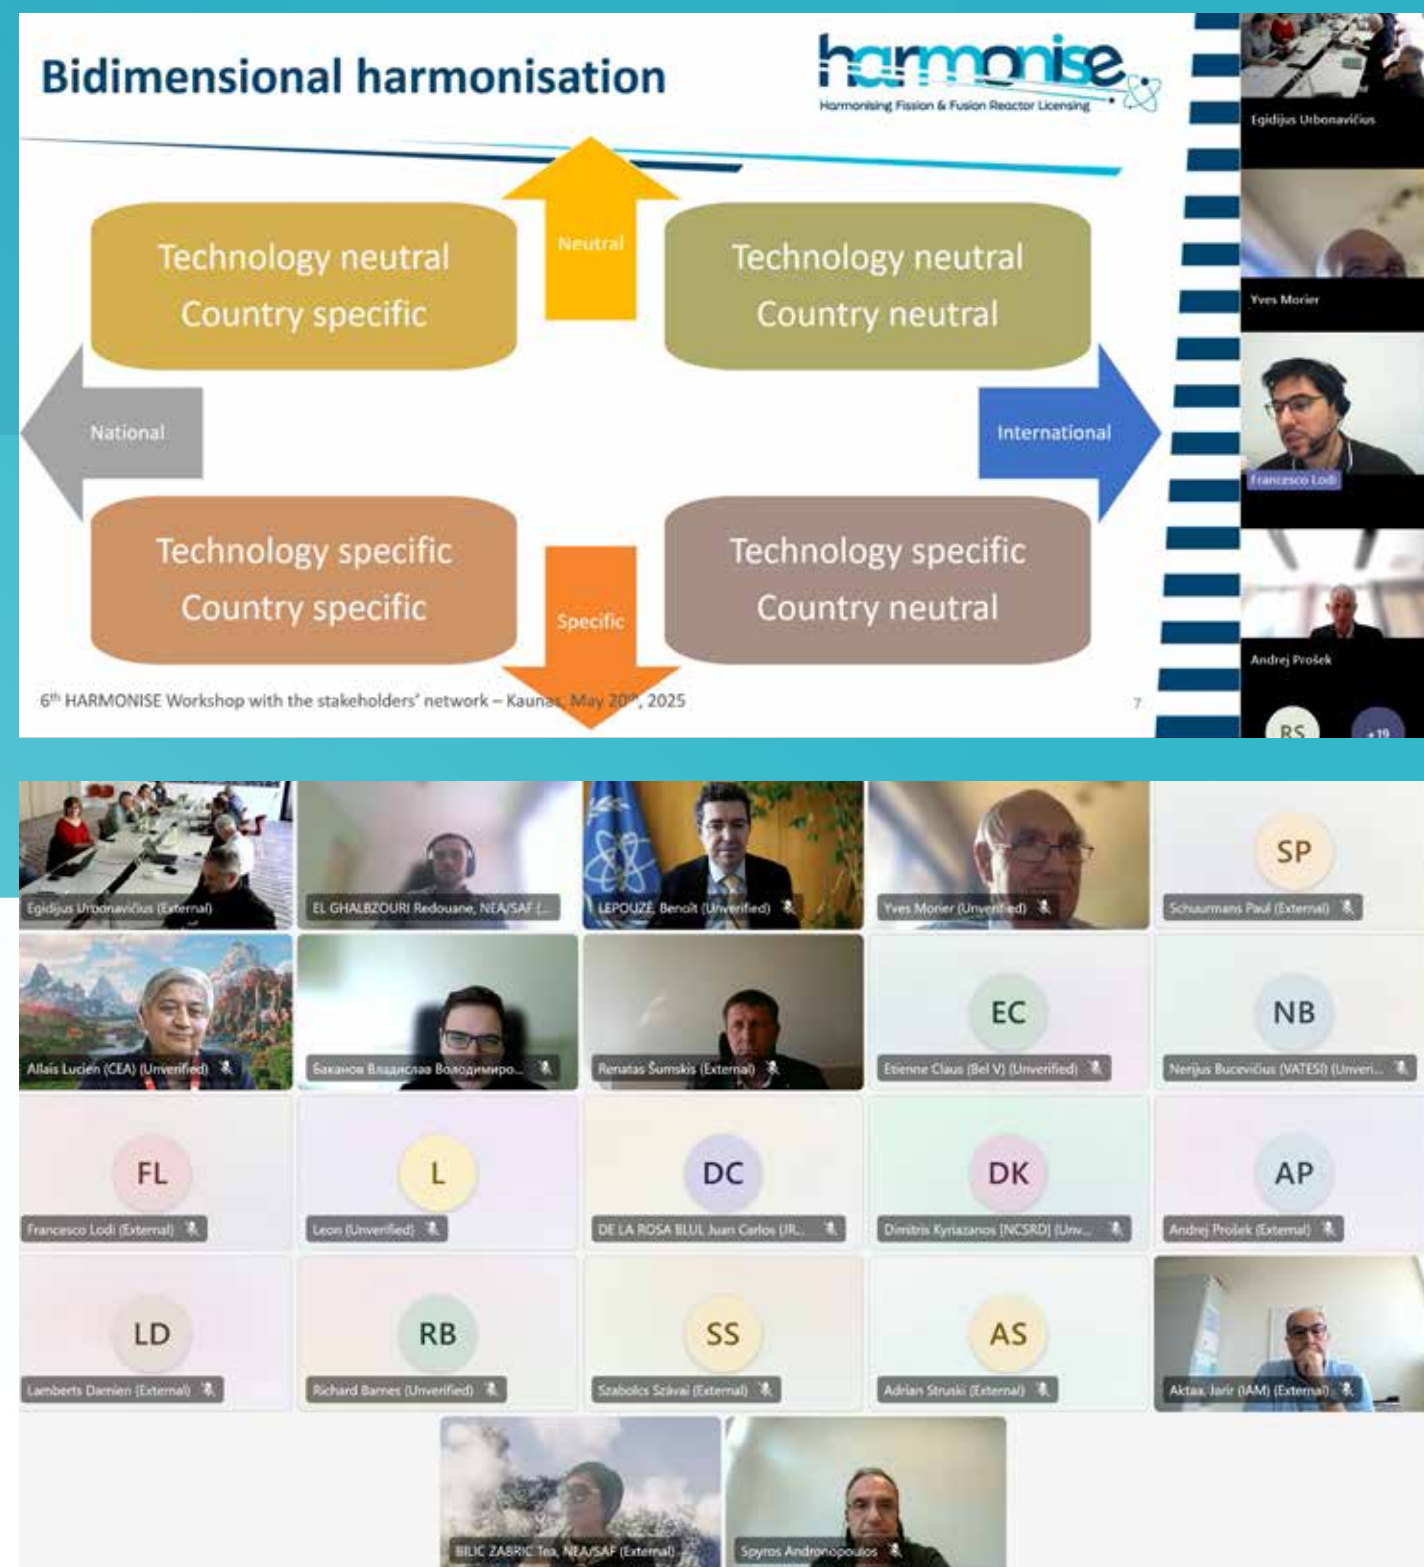 Bidimensional harmonisation
harmonise
Harmonising Fission & Fusion Reactor Licensing
Technology neutral
Country specific
Neutral
Technology neutral
Country neutral
National
International
Technology specific
Country specific
Specific
Technology specific
Country neutral
6th HARMONISE Workshop with the stakeholders' network – Kaunas, May 20th, 2025
7
Egidijus Urbonavičius
Yves Morier
Francesco Lodi
Andrej Prošek
RS
+19
Egidijus Urbonavičius (External)
EL GHALBZOURI Redouane, NEA/SAF (...
LEPOUZÉ, Benoît (Unverified)
Yves Morier (Unverified)
SP
Schuurmans Paul (External)
Allais Lucien (CEA) (Unverified)
Баканов Владислав Володимиро...
Renatas Šumskis (External)
EC
Etienne Claus (Bel V) (Unverified)
NB
Nerijus Bucevičius (VATESI) (Unveri...
FL
Francesco Lodi (External)
L
Leon (Unverified)
DC
DE LA ROSA BLUL Juan Carlos (JR...
DK
Dimitris Kyriazanos [NCSRD] (Unv...
AP
Andrej Prošek (External)
LD
Lamberts Damien (External)
RB
Richard Barnes (Unverified)
SS
Szabolcs Szávai (External)
AS
Adrian Struski (External)
Aktaa, Jarir (IAM) (External)
BILIC ZABRIC Tea, NEA/SAF (External)
Spyros Andronopoulos